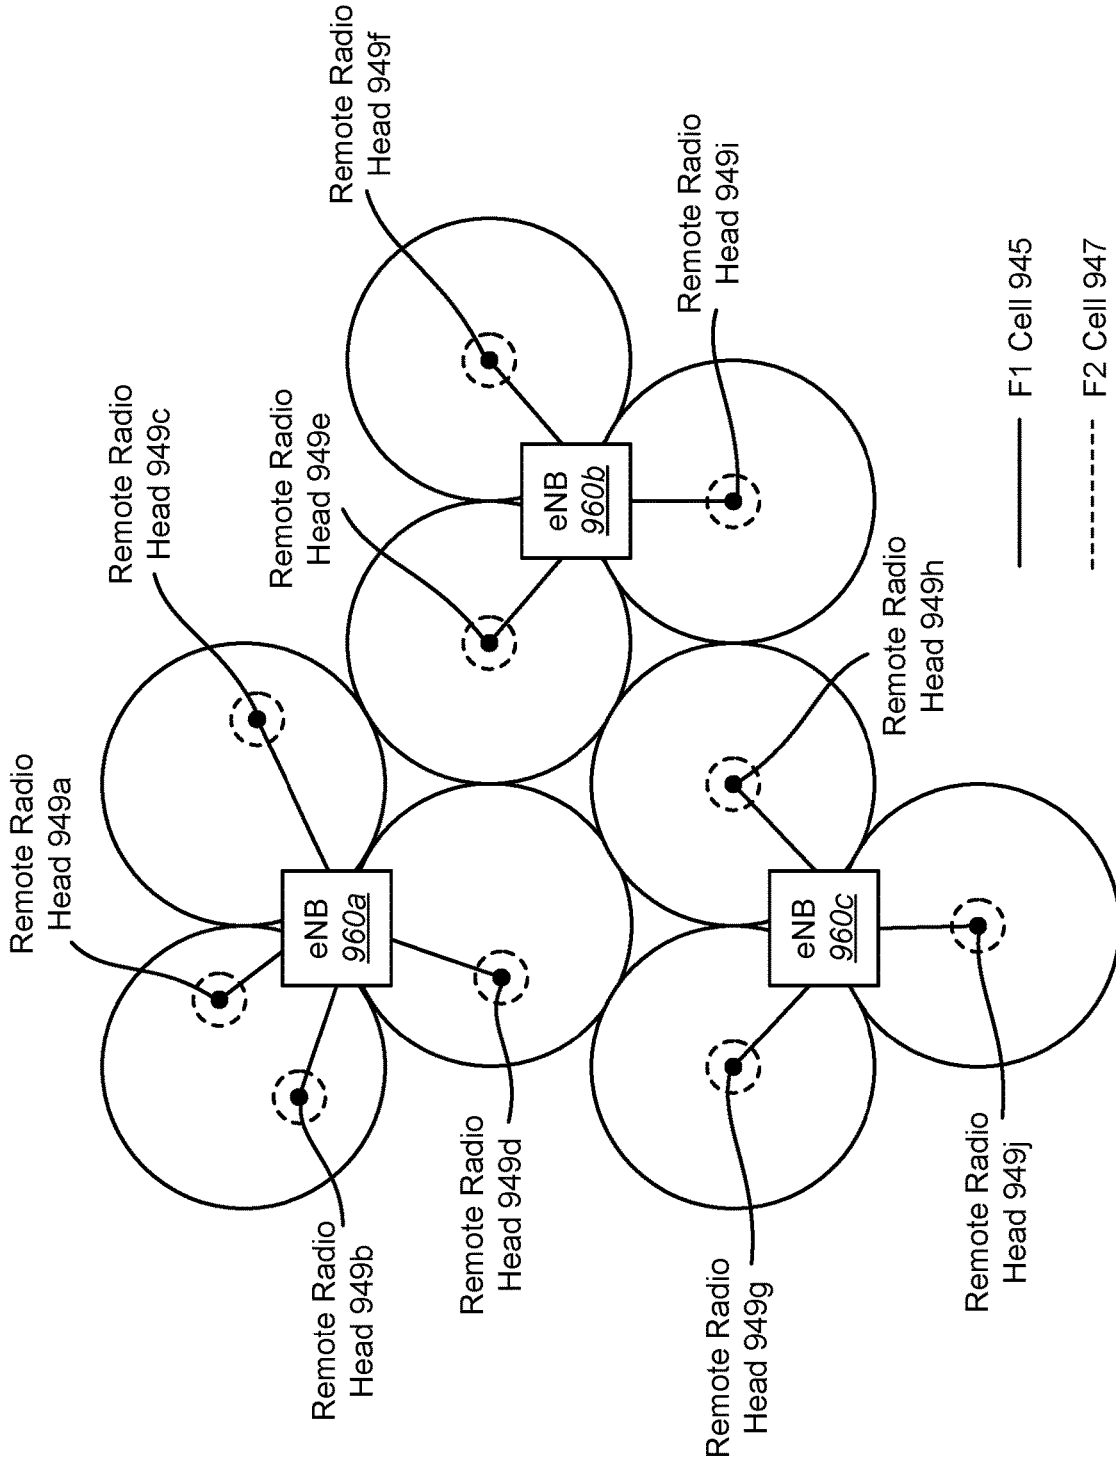 Remote Radio
Head 949a
Remote Radio
Head 949c
Remote Radio
Head 949f
Remote Radio
Head 949e
Remote Radio
Head 949b
eNB
960a
Remote Radio
Head 949d
eNB
960b
Remote Radio
Head 949i
Remote Radio
Head 949g
eNB
960c
Remote Radio
Head 949h
Remote Radio
Head 949j
F1 Cell 945
F2 Cell 947